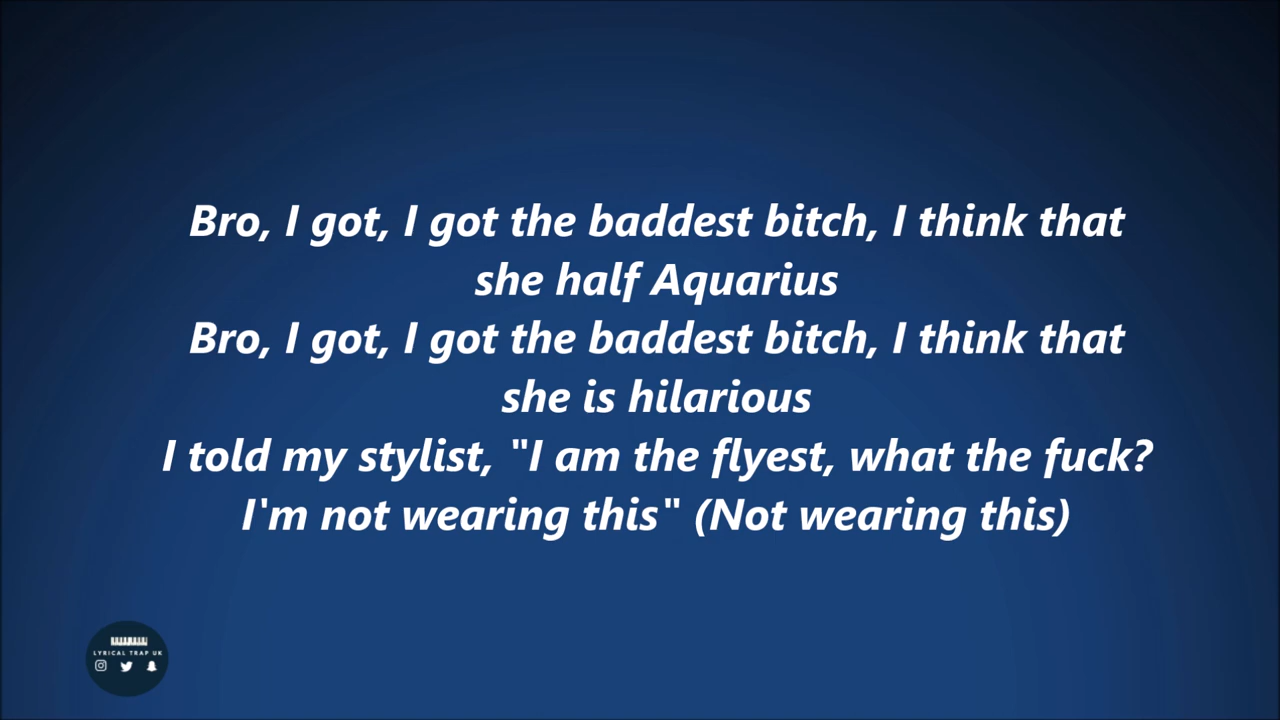 Bro, I got, I got the baddest bitch, I think that
she half Aquarius
Bro, I got, I got the baddest bitch, I think that
she is hilarious
I told my stylist, "I am the flyest, what the fuck?
I'm not wearing this" (Not wearing this)
LYRICAL TRAP UK